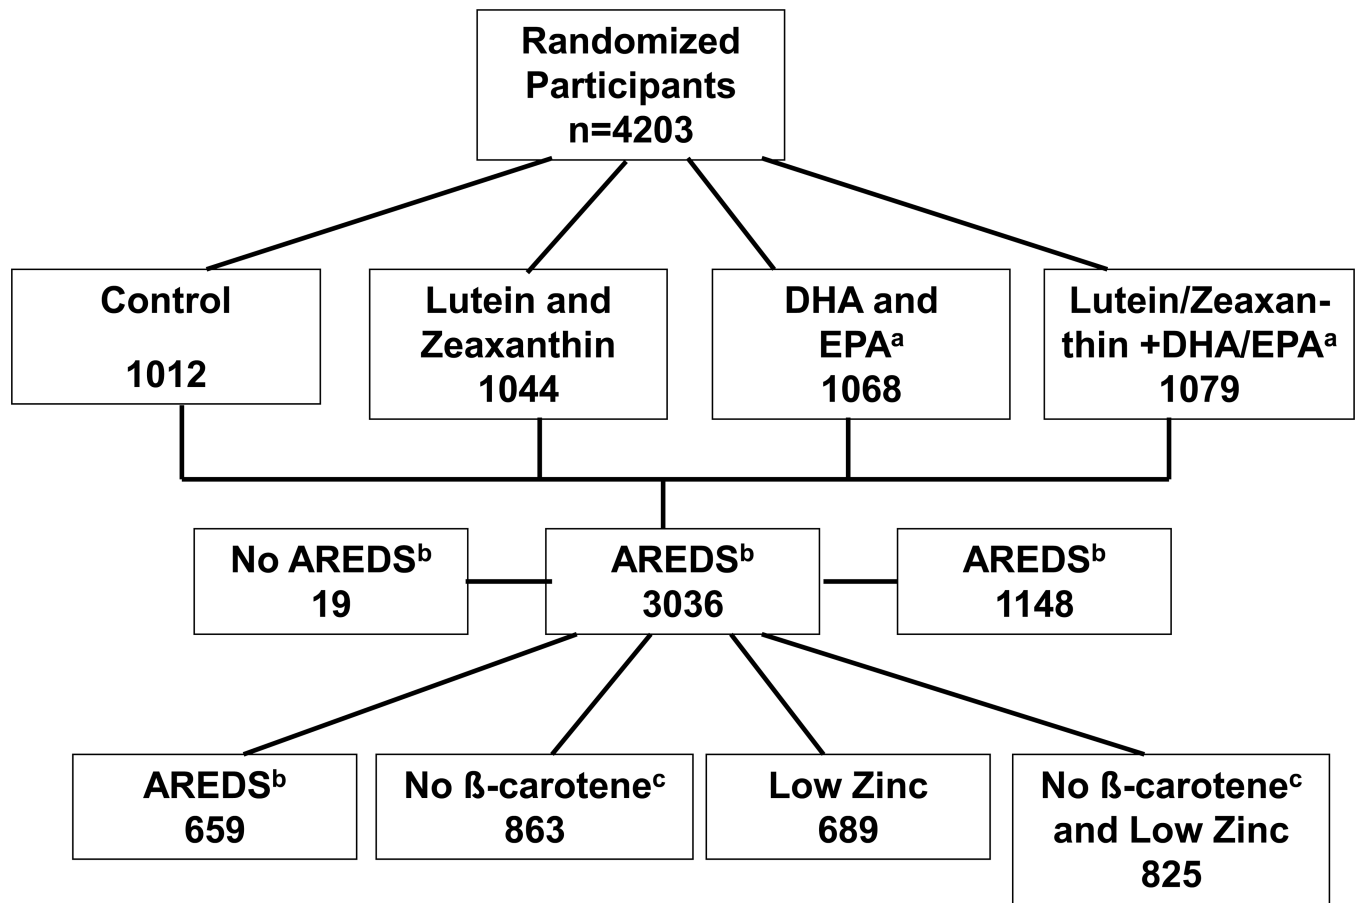 Randomized
Participants
n=4203
Control
1012
Lutein and
Zeaxanthin
1044
DHA and
EPAᵃ
1068
Lutein/Zeaxan-
thin +DHA/EPAᵃ
1079
No AREDSᵇ
19
AREDSᵇ
3036
AREDSᵇ
1148
AREDSᵇ
659
No ß-caroteneᶜ
863
Low Zinc
689
No ß-caroteneᶜ
and Low Zinc
825